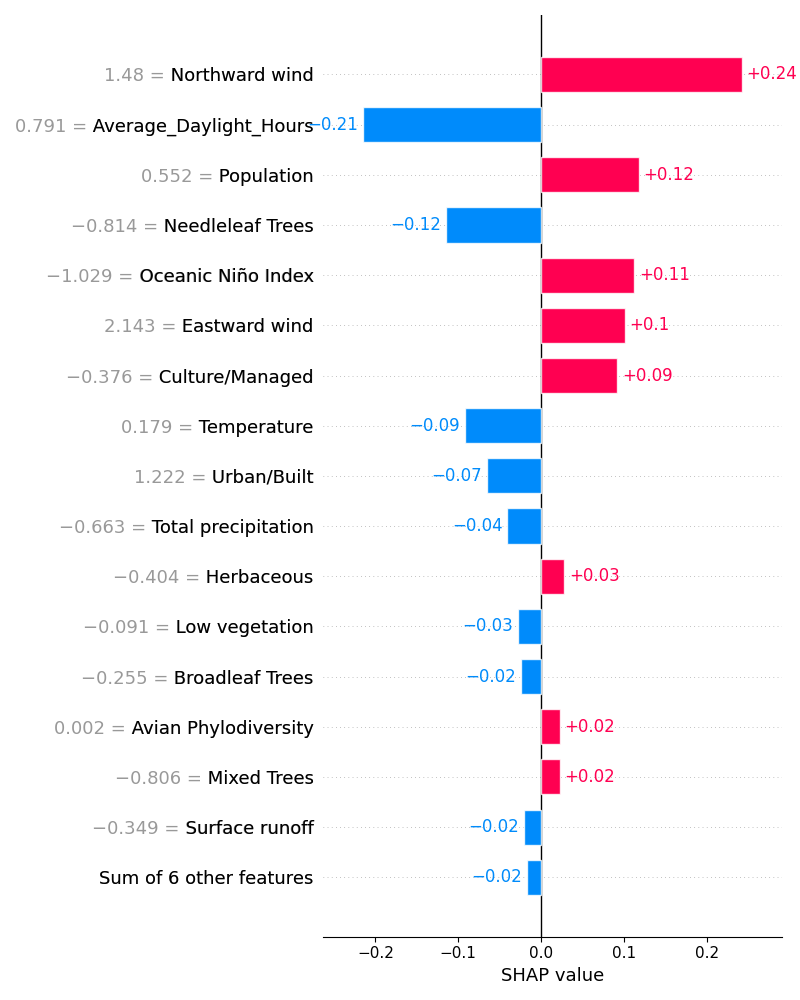 1.48 = Northward wind +0.24
0.791 = Average_Daylight_Hours −0.21
0.552 = Population +0.12
−0.814 = Needleleaf Trees −0.12
−1.029 = Oceanic Niño Index +0.11
2.143 = Eastward wind +0.1
−0.376 = Culture/Managed +0.09
0.179 = Temperature −0.09
1.222 = Urban/Built −0.07
−0.663 = Total precipitation −0.04
−0.404 = Herbaceous +0.03
−0.091 = Low vegetation −0.03
−0.255 = Broadleaf Trees −0.02
0.002 = Avian Phylodiversity +0.02
−0.806 = Mixed Trees +0.02
−0.349 = Surface runoff −0.02
Sum of 6 other features −0.02
−0.2 −0.1 0.0 0.1 0.2
SHAP value